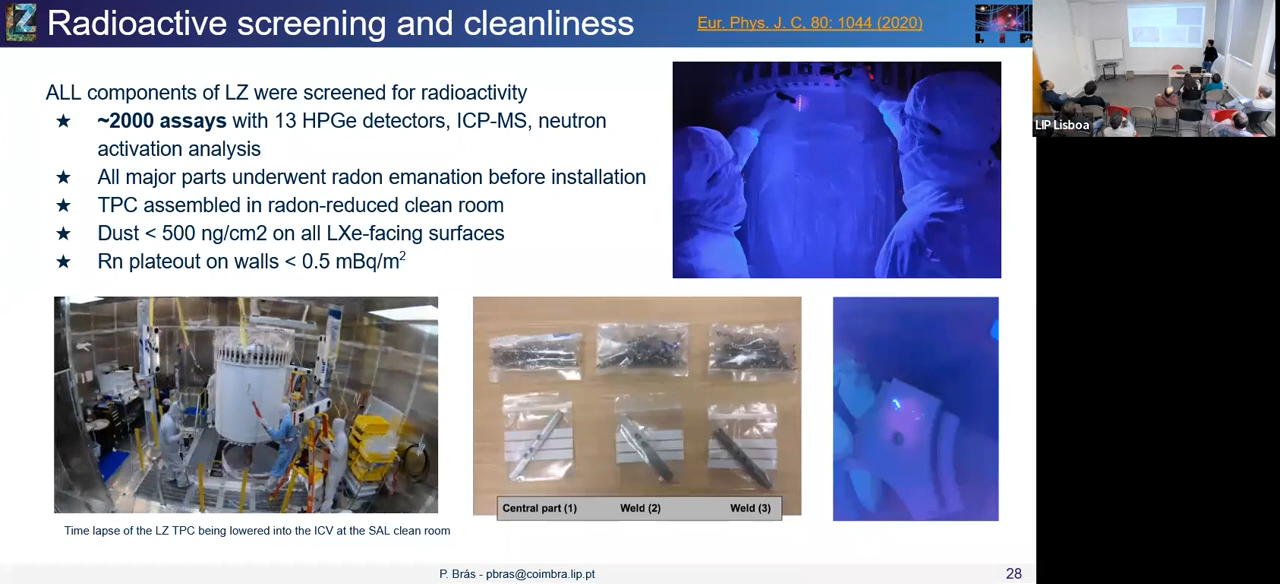 LZ
Radioactive screening and cleanliness
Eur. Phys. J. C, 80: 1044 (2020)
LIP Lisboa
ALL components of LZ were screened for radioactivity
★ ~2000 assays with 13 HPGe detectors, ICP-MS, neutron
activation analysis
★ All major parts underwent radon emanation before installation
★ TPC assembled in radon-reduced clean room
★ Dust < 500 ng/cm2 on all LXe-facing surfaces
★ Rn plateout on walls < 0.5 mBq/m²
Central part (1) Weld (2) Weld (3)
Time lapse of the LZ TPC being lowered into the ICV at the SAL clean room
P. Brás - pbras@coimbra.lip.pt
28